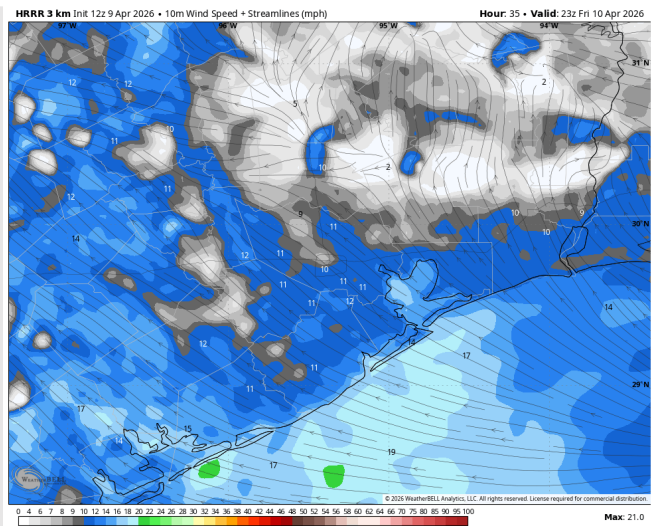 HRRR 3 km Init 12z 9 Apr 2026 • 10m Wind Speed + Streamlines (mph) Hour: 35 • Valid: 23z Fri 10 Apr 2026
97°W 96°W 95°W 94°W
31°N
12 12 2
5
10
11
10 2
11
12 9 10 9
11 10 30°N
14
12 11
10
11 11
11 12
14
14
12 17
11
29°N
11
17
15
14
19
17
WeatherBELL
© 2026 WeatherBELL Analytics, LLC. All rights reserved. License required for commercial distribution.
0 2 4 6 8 10 12 14 16 18 20 22 24 26 28 30 32 34 36 38 40 42 44 46 48 50 52 54 56 58 60 65 70 75 80 85 90 95 100
Max: 21.0